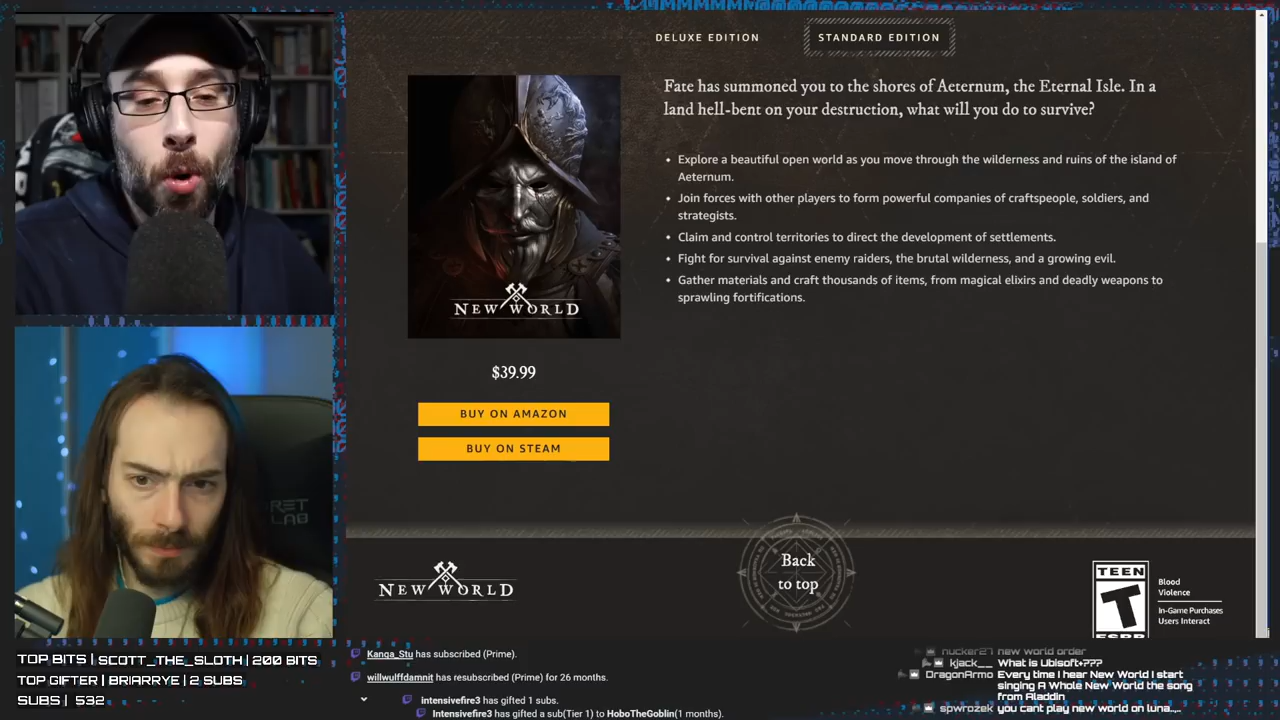 DELUXE EDITION
STANDARD EDITION
Fate has summoned you to the shores of Aeternum, the Eternal Isle. In a
land hell-bent on your destruction, what will you do to survive?
• Explore a beautiful open world as you move through the wilderness and ruins of the island of
Aeternum.
• Join forces with other players to form powerful companies of craftspeople, soldiers, and
strategists.
• Claim and control territories to direct the development of settlements.
• Fight for survival against enemy raiders, the brutal wilderness, and a growing evil.
• Gather materials and craft thousands of items, from magical elixirs and deadly weapons to
sprawling fortifications.
NEW WORLD
$39.99
BUY ON AMAZON
BUY ON STEAM
RET
LAB
NEW WORLD
Back
to top
TEEN
T
ESRB
Blood
Violence
In-Game Purchases
Users Interact
TOP BITS | SCOTT_THE_SLOTH | 200 BITS
TOP GIFTER | BRIARRYE | 2 SUBS
SUBS | 532
Kanga_Stu has subscribed (Prime).
willwulffdamnit has resubscribed (Prime) for 26 months.
intensivefire3 has gifted 1 subs.
Intensivefire3 has gifted a sub(Tier 1) to HoboTheGoblin(1 months).
nucker27 new world order
kjack__ What is Ubisoft+???
DragonArmo Every time I hear New World I start
singing A Whole New World the song
from Aladdin
spwrozek you cant play new world on luna....